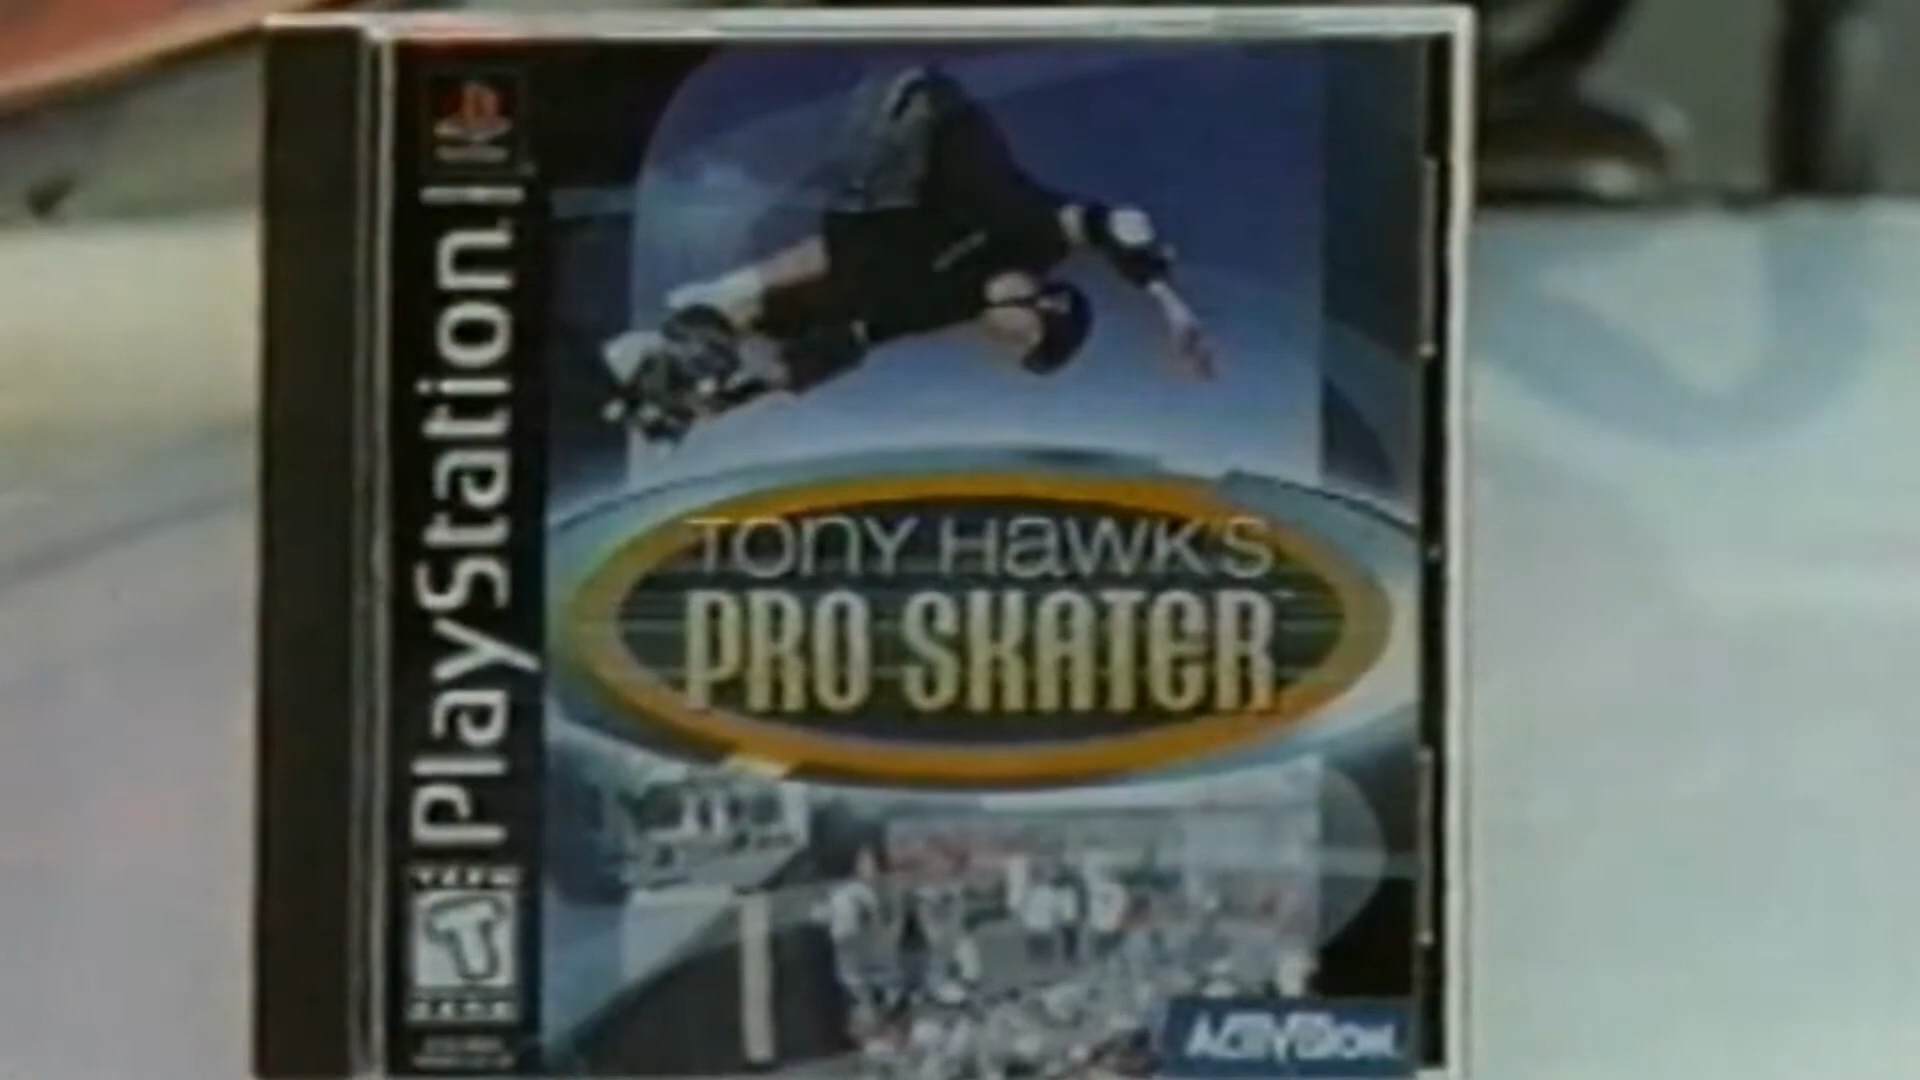 PlayStation
TONY HAWK'S
PRO SKATER
T
ACTIVISION